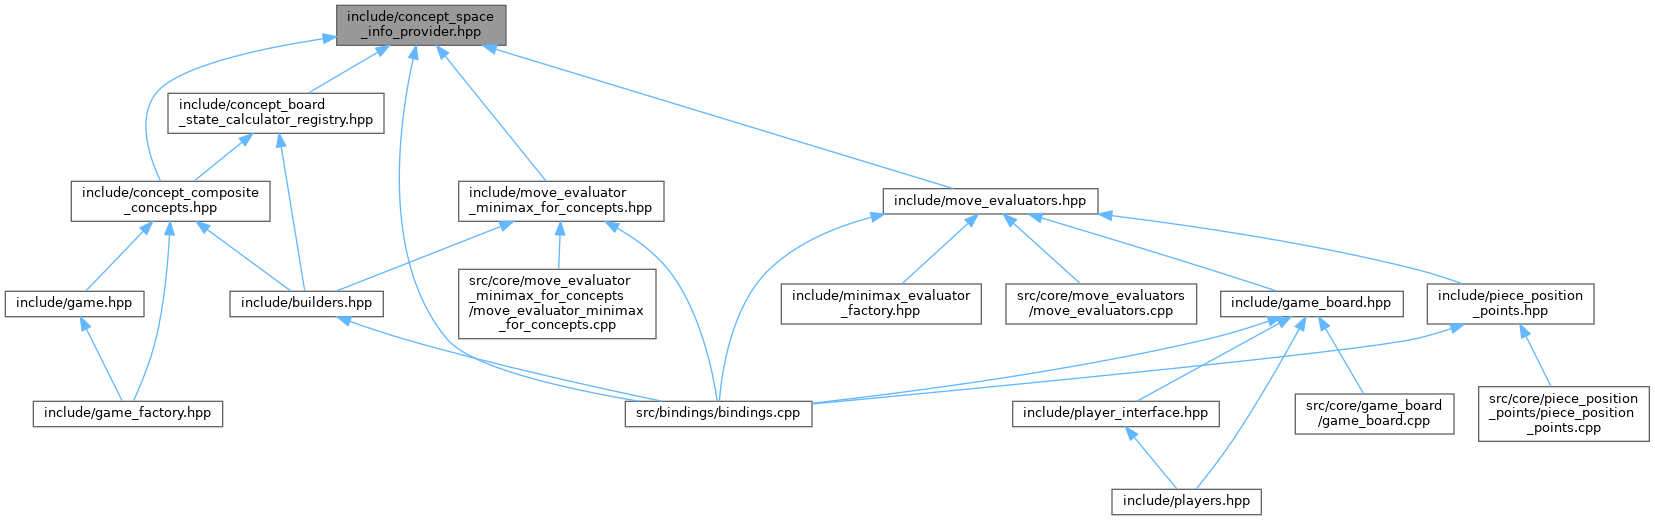 include/concept_space
_info_provider.hpp
include/concept_board
_state_calculator_registry.hpp
include/concept_composite
_concepts.hpp
include/move_evaluator
_minimax_for_concepts.hpp
include/move_evaluators.hpp
include/game.hpp
include/builders.hpp
src/core/move_evaluator
_minimax_for_concepts
/move_evaluator_minimax
_for_concepts.cpp
include/minimax_evaluator
_factory.hpp
src/core/move_evaluators
/move_evaluators.cpp
include/game_board.hpp
include/piece_position
_points.hpp
include/game_factory.hpp
src/bindings/bindings.cpp
include/player_interface.hpp
src/core/game_board
/game_board.cpp
src/core/piece_position
_points/piece_position
_points.cpp
include/players.hpp